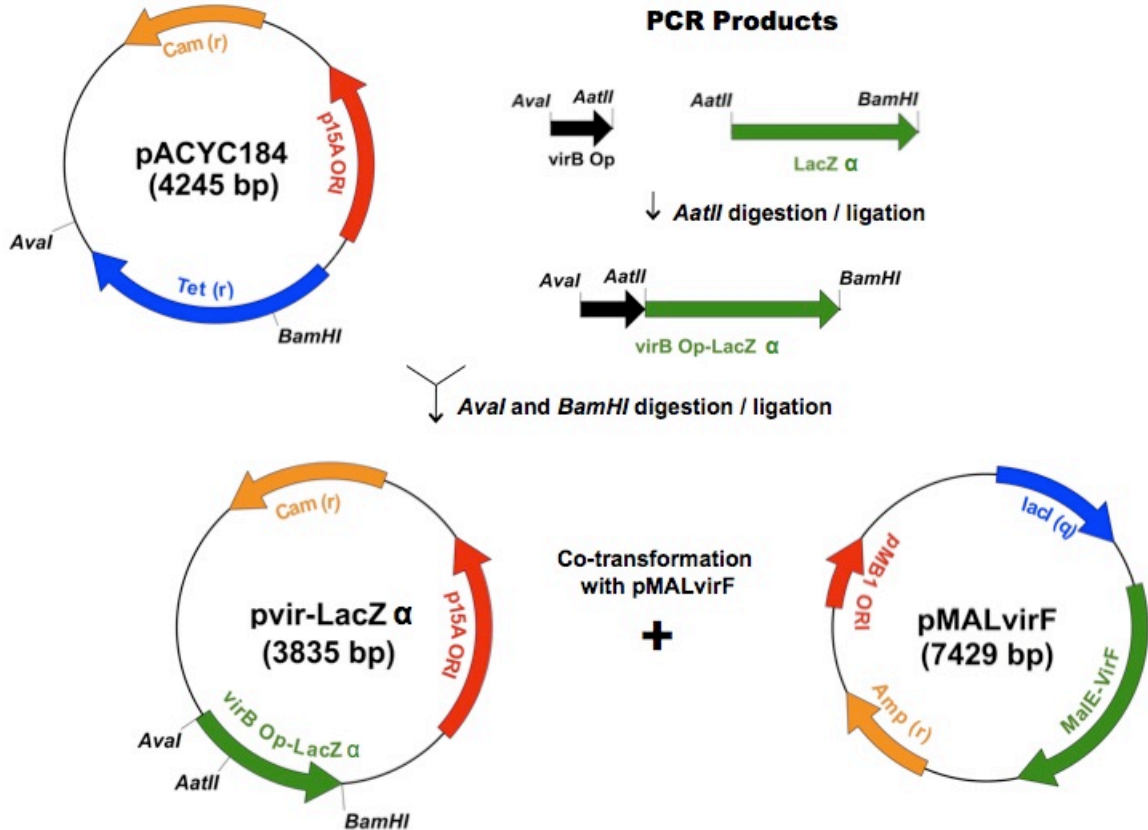 PCR Products
Cam (r)
p15A ORI
pACYC184
(4245 bp)
AvaI
Tet (r)
BamHI
AvaI
AatII
virB Op
AatII
BamHI
LacZ α
AatII digestion / ligation
AvaI
AatII
BamHI
virB Op-LacZ α
AvaI and BamHI digestion / ligation
Cam (r)
p15A ORI
pvir-LacZ α
(3835 bp)
virB Op-LacZ α
AvaI
AatII
BamHI
Co-transformation
with pMALvirF
+
lacI (q)
pMB1 ORI
pMALvirF
(7429 bp)
MalE-VirF
Amp (r)